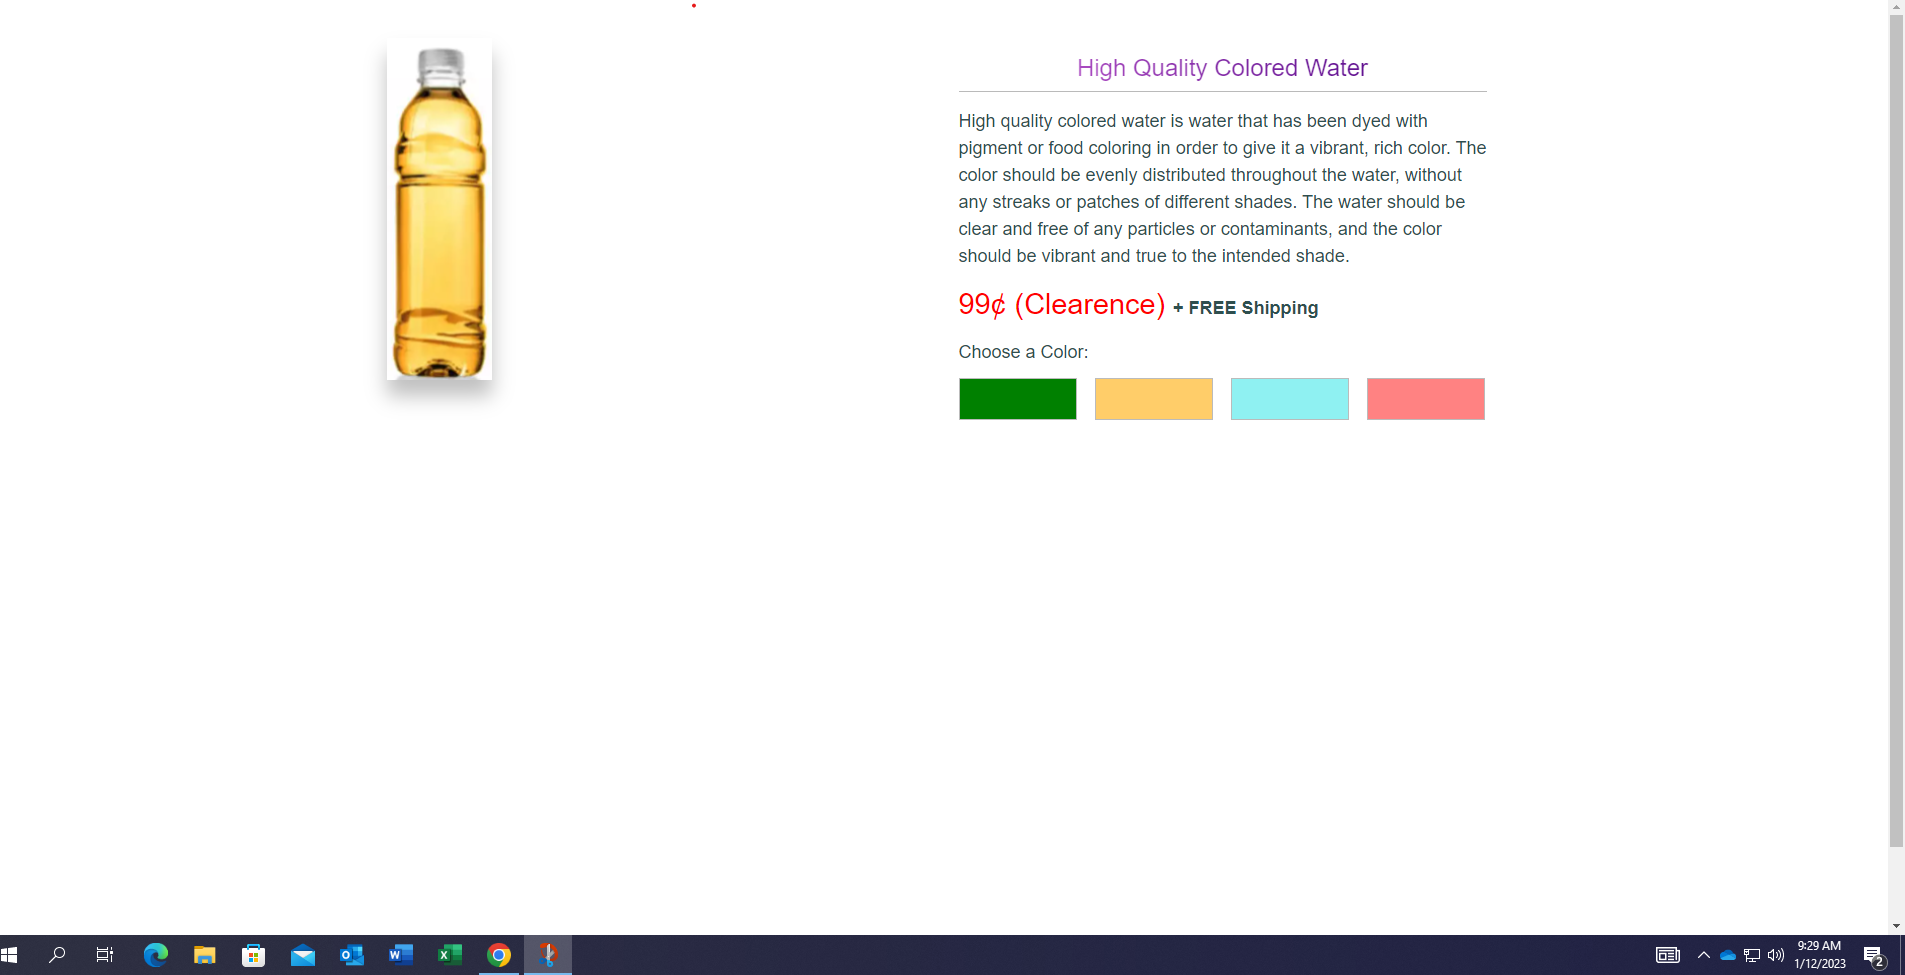 High Quality Colored Water
High quality colored water is water that has been dyed with
pigment or food coloring in order to give it a vibrant, rich color. The
color should be evenly distributed throughout the water, without
any streaks or patches of different shades. The water should be
clear and free of any particles or contaminants, and the color
should be vibrant and true to the intended shade.
99¢ (Clearence) + FREE Shipping
Choose a Color:
9:29 AM
1/12/2023
2